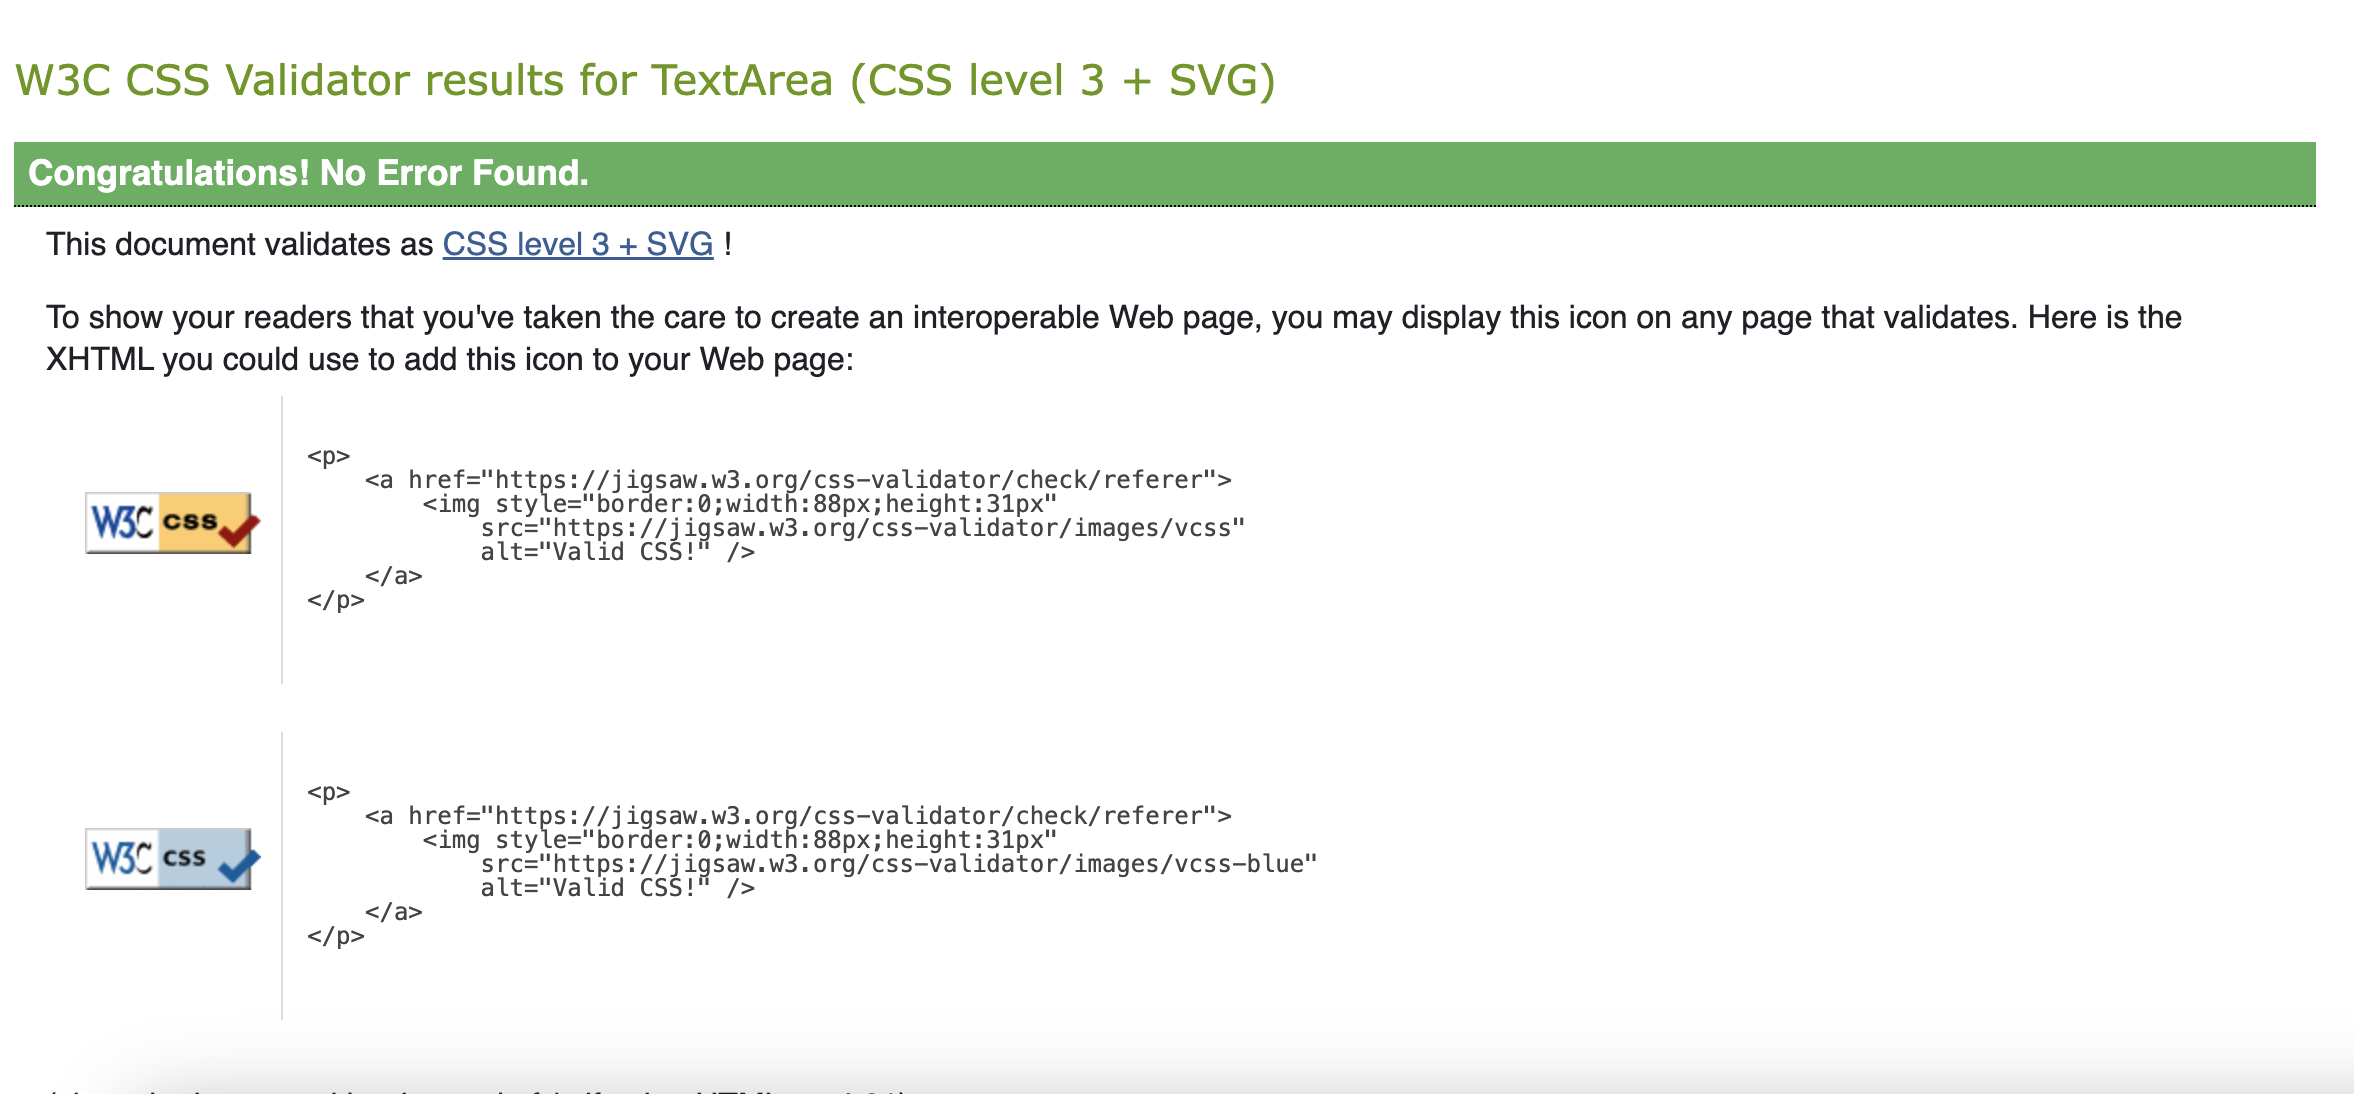 W3C CSS Validator results for TextArea (CSS level 3 + SVG)
Congratulations! No Error Found.
This document validates as CSS level 3 + SVG !
To show your readers that you've taken the care to create an interoperable Web page, you may display this icon on any page that validates. Here is the
XHTML you could use to add this icon to your Web page:
W3C css
<p>
<a href="https://jigsaw.w3.org/css-validator/check/referer">
<img style="border:0;width:88px;height:31px"
src="https://jigsaw.w3.org/css-validator/images/vcss"
alt="Valid CSS!" />
</a>
</p>
W3C css
<p>
<a href="https://jigsaw.w3.org/css-validator/check/referer">
<img style="border:0;width:88px;height:31px"
src="https://jigsaw.w3.org/css-validator/images/vcss-blue"
alt="Valid CSS!" />
</a>
</p>